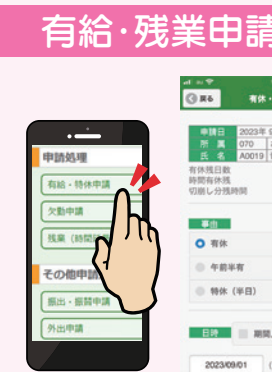 有給・残業申請
申請処理
有給・特休申請
欠勤申請
残業（時間
その他申請
振出・振替申請
外出申請
戻る
有休・
申請日 2023年
所属 070
氏名 A0019
有休残日数
時間有休残
切崩し分残時間
事由
有休
午前半有
特休（半日）
日時 期間
2023/09/01